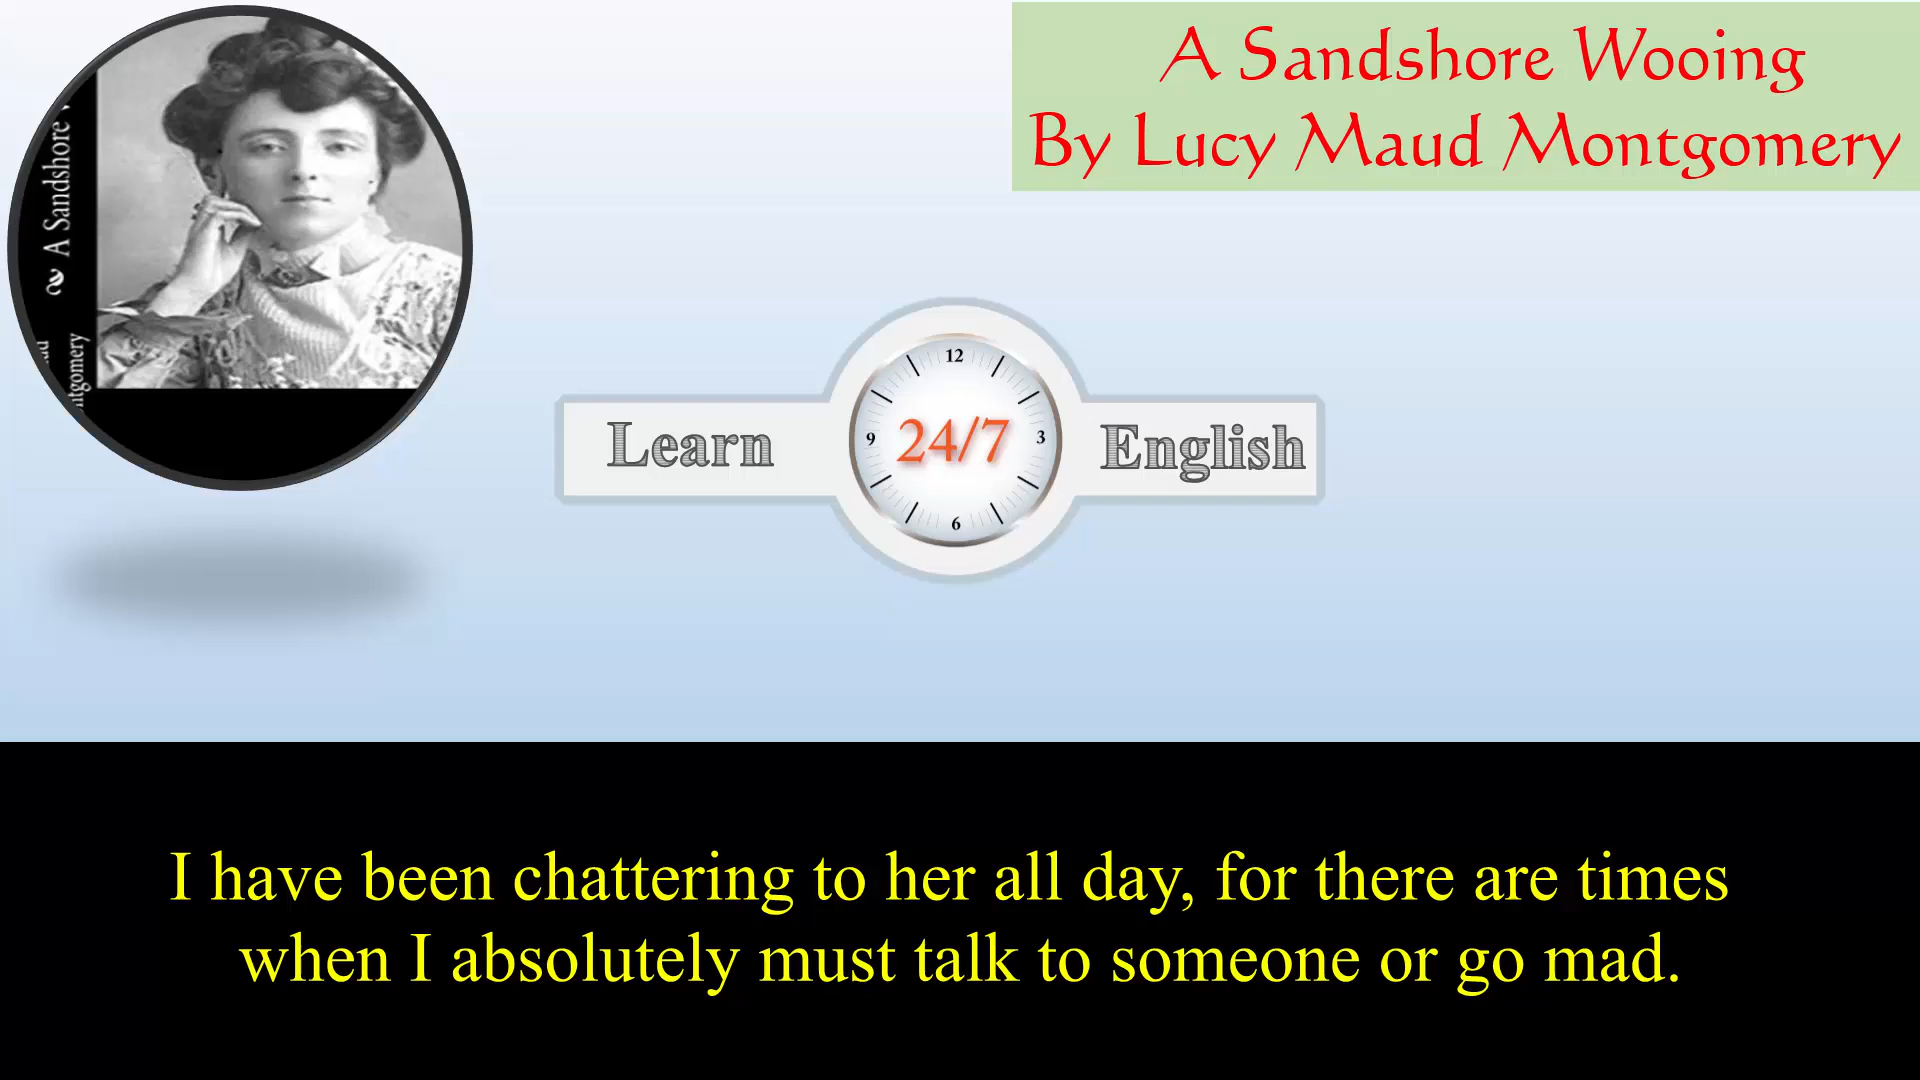 A Sandshore Wooing
By Lucy Maud Montgomery
A Sandshore
ntgomery
12
Learn
9
24/7
3
English
6
I have been chattering to her all day, for there are times
when I absolutely must talk to someone or go mad.